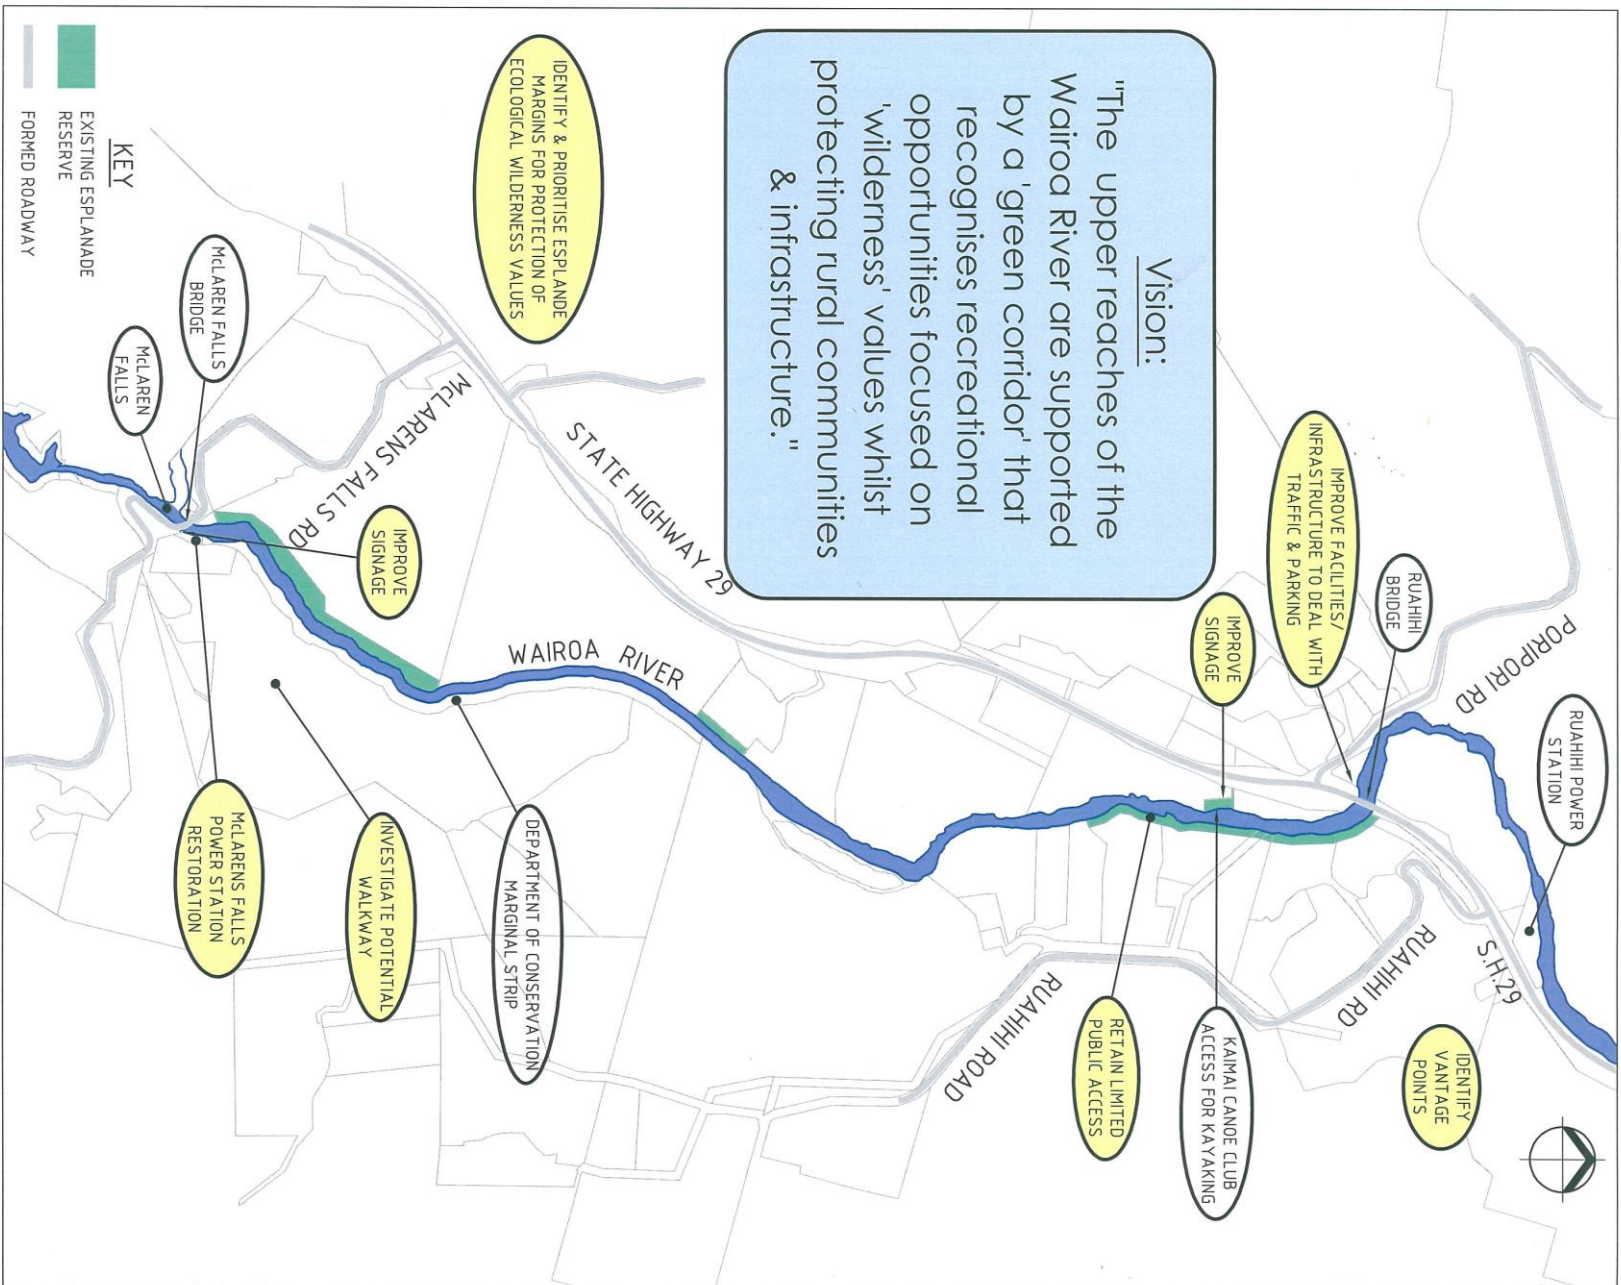 Vision:
"The upper reaches of the
Wairoa River are supported
by a 'green corridor' that
recognises recreational
opportunities focused on
'wilderness' values whilst
protecting rural communities
& infrastructure."
IDENTIFY & PRIORITISE ESPLANDE
MARGINS FOR PROTECTION OF
ECOLOGICAL WILDERNESS VALUES
KEY
EXISTING ESPLANADE
RESERVE
FORMED ROADWAY
McLAREN FALLS
BRIDGE
McLAREN
FALLS
McLARENS FALLS RD
STATE HIGHWAY 29
IMPROVE
SIGNAGE
WAIROA RIVER
IMPROVE FACILITIES/
INFRASTRUCTURE TO DEAL WITH
TRAFFIC & PARKING
RUAHIHI
BRIDGE
IMPROVE
SIGNAGE
PORIPORI RD
RUAHIHI POWER
STATION
S.H.29
RUAHIHI RD
RUAHIHI ROAD
IDENTIFY
VANTAGE
POINTS
KAIMAI CANOE CLUB
ACCESS FOR KAYAKING
RETAIN LIMITED
PUBLIC ACCESS
DEPARTMENT OF CONSERVATION
MARGINAL STRIP
INVESTIGATE POTENTIAL
WALKWAY
McLARENS FALLS
POWER STATION
RESTORATION